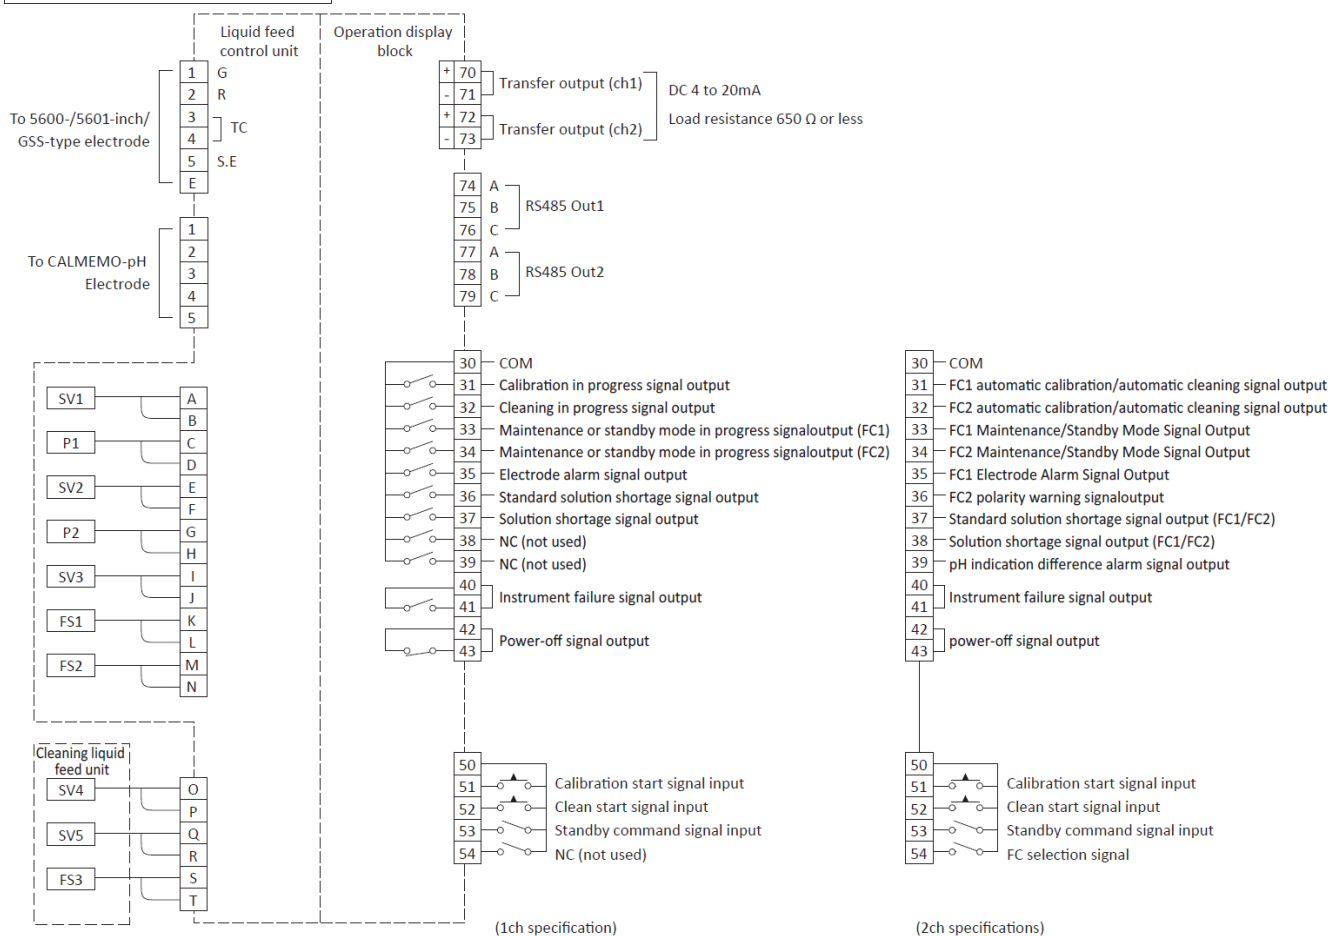 Liquid feed
control unit
Operation display
block
To 5600-/5601-inch/
GSS-type electrode
1 G
2 R
3
4
TC
5 S.E
E
To CALMEMO-pH
Electrode
1
2
3
4
5
SV1 A
B
P1 C
D
SV2 E
F
P2 G
H
SV3 I
J
FS1 K
L
FS2 M
N
Cleaning liquid
feed unit
SV4 O
P
SV5 Q
R
FS3 S
T
+ 70
- 71
Transfer output (ch1)
+ 72
- 73
Transfer output (ch2)
DC 4 to 20mA
Load resistance 650 Ω or less
74 A
75 B
76 C
RS485 Out1
77 A
78 B
79 C
RS485 Out2
30 COM
31 Calibration in progress signal output
32 Cleaning in progress signal output
33 Maintenance or standby mode in progress signaloutput (FC1)
34 Maintenance or standby mode in progress signaloutput (FC2)
35 Electrode alarm signal output
36 Standard solution shortage signal output
37 Solution shortage signal output
38 NC (not used)
39 NC (not used)
40
41
Instrument failure signal output
42
43
Power-off signal output
50
51 Calibration start signal input
52 Clean start signal input
53 Standby command signal input
54 NC (not used)
(1ch specification)
30 COM
31 FC1 automatic calibration/automatic cleaning signal output
32 FC2 automatic calibration/automatic cleaning signal output
33 FC1 Maintenance/Standby Mode Signal Output
34 FC2 Maintenance/Standby Mode Signal Output
35 FC1 Electrode Alarm Signal Output
36 FC2 polarity warning signaloutput
37 Standard solution shortage signal output (FC1/FC2)
38 Solution shortage signal output (FC1/FC2)
39 pH indication difference alarm signal output
40
41
Instrument failure signal output
42
43
power-off signal output
50
51 Calibration start signal input
52 Clean start signal input
53 Standby command signal input
54 FC selection signal
(2ch specifications)